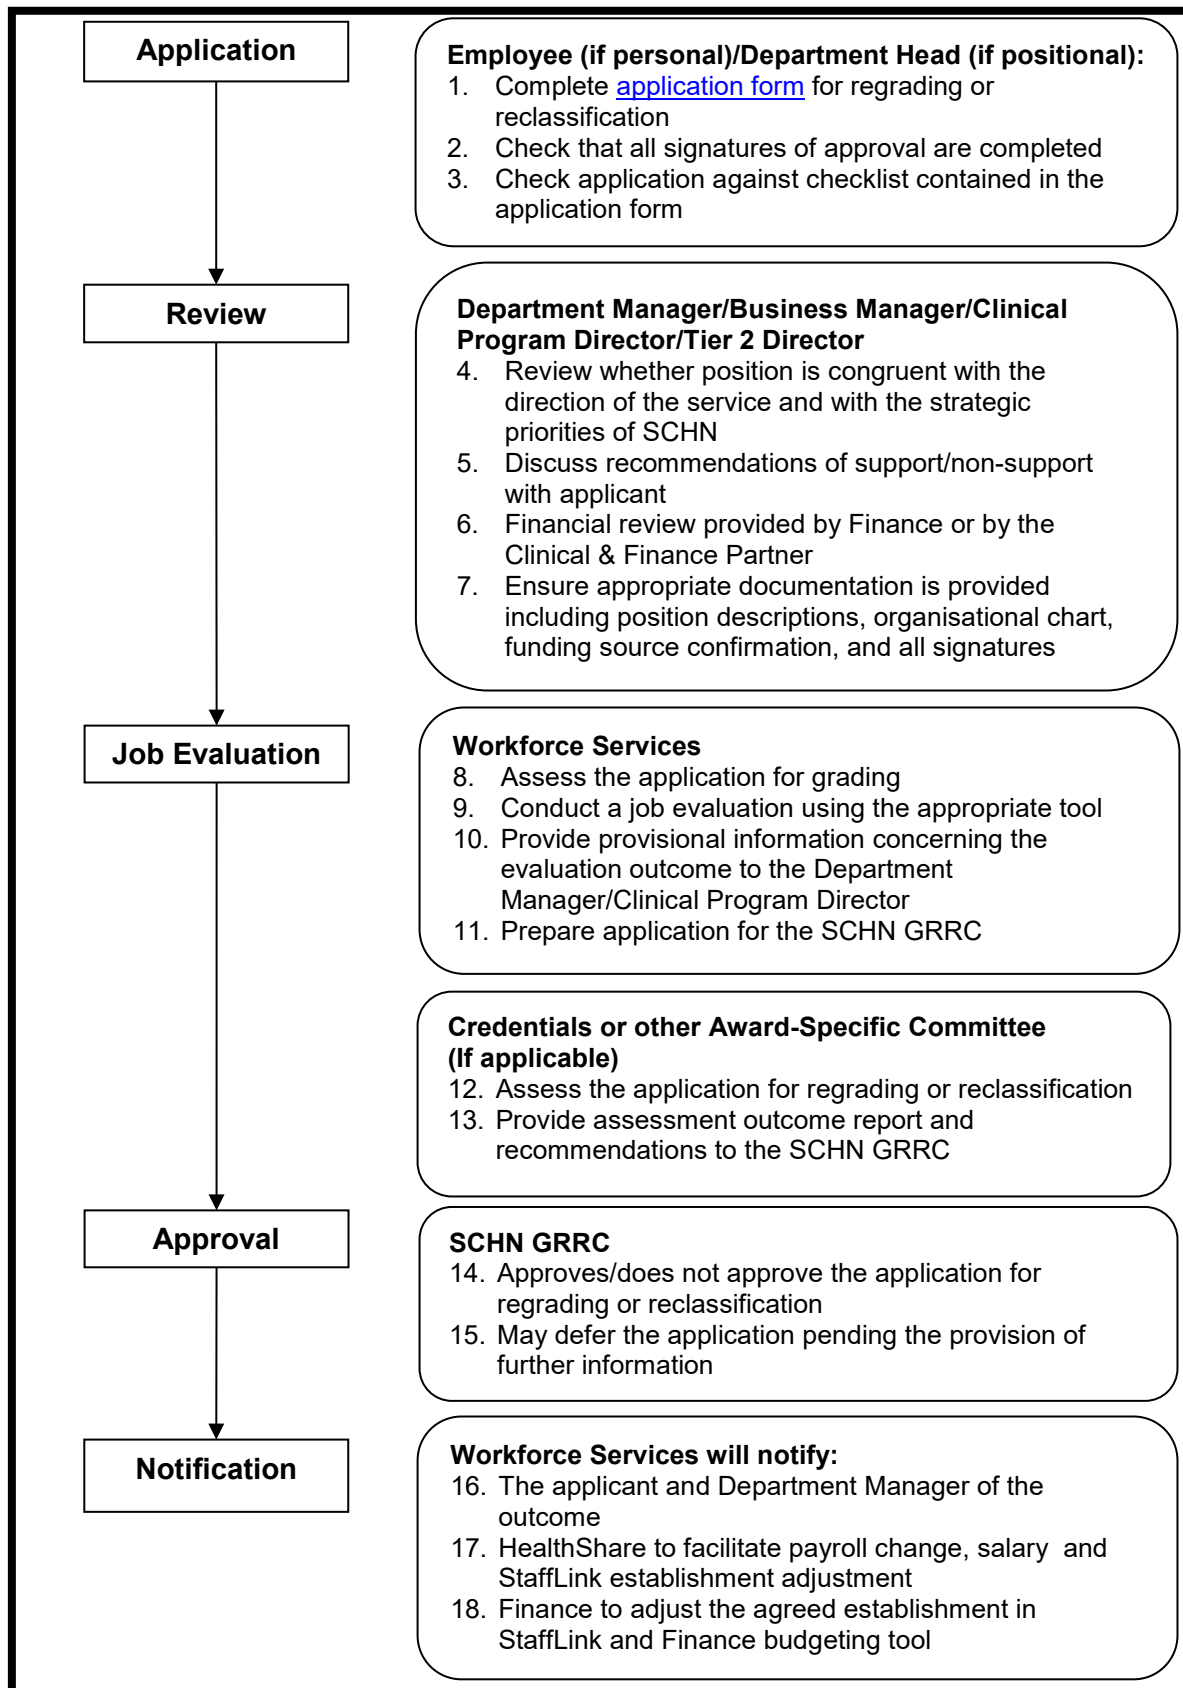 Application
Employee (if personal)/Department Head (if positional):
1. Complete application form for regrading or
reclassification
2. Check that all signatures of approval are completed
3. Check application against checklist contained in the
application form
Review
Department Manager/Business Manager/Clinical
Program Director/Tier 2 Director
4. Review whether position is congruent with the
direction of the service and with the strategic
priorities of SCHN
5. Discuss recommendations of support/non-support
with applicant
6. Financial review provided by Finance or by the
Clinical & Finance Partner
7. Ensure appropriate documentation is provided
including position descriptions, organisational chart,
funding source confirmation, and all signatures
Job Evaluation
Workforce Services
8. Assess the application for grading
9. Conduct a job evaluation using the appropriate tool
10. Provide provisional information concerning the
evaluation outcome to the Department
Manager/Clinical Program Director
11. Prepare application for the SCHN GRRC
Credentials or other Award-Specific Committee
(If applicable)
12. Assess the application for regrading or reclassification
13. Provide assessment outcome report and
recommendations to the SCHN GRRC
Approval
SCHN GRRC
14. Approves/does not approve the application for
regrading or reclassification
15. May defer the application pending the provision of
further information
Notification
Workforce Services will notify:
16. The applicant and Department Manager of the
outcome
17. HealthShare to facilitate payroll change, salary and
StaffLink establishment adjustment
18. Finance to adjust the agreed establishment in
StaffLink and Finance budgeting tool